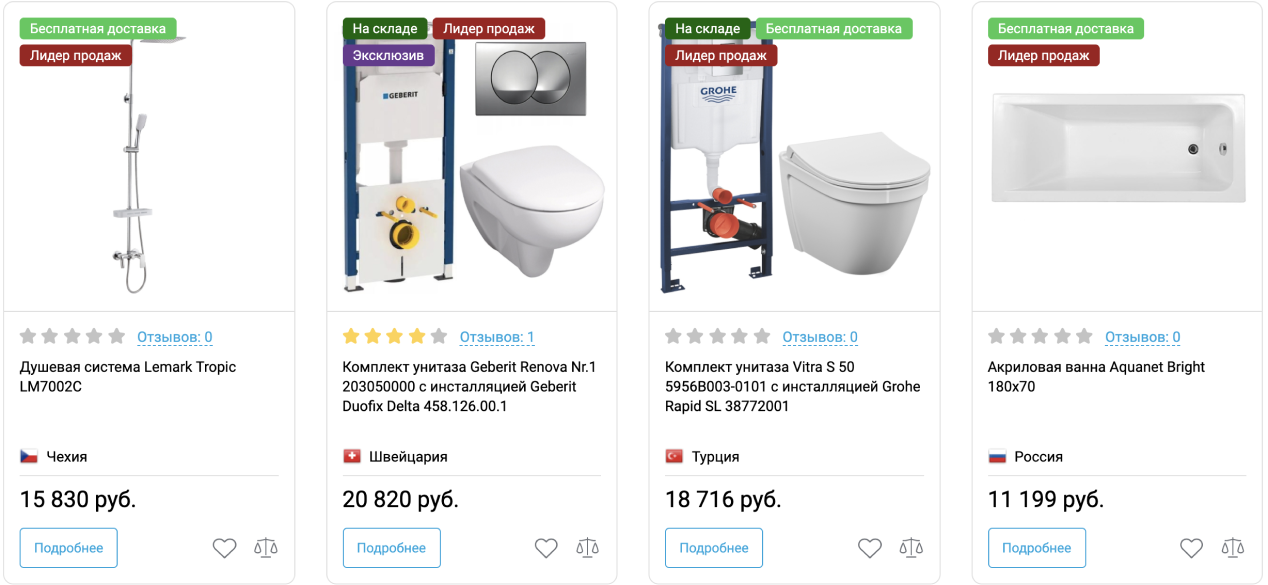 Бесплатная доставка
Лидер продаж
Отзывов: 0
Душевая система Lemark Tropic
LM7002C
Чехия
15 830 руб.
Подробнее
На складе Лидер продаж
Эксклюзив
GEBERIT
Отзывов: 1
Комплект унитаза Geberit Renova Nr.1
203050000 с инсталляцией Geberit
Duofix Delta 458.126.00.1
Швейцария
20 820 руб.
Подробнее
На складе Бесплатная доставка
Лидер продаж
GROHE
Отзывов: 0
Комплект унитаза Vitra S 50
5956B003-0101 с инсталляцией Grohe
Rapid SL 38772001
Турция
18 716 руб.
Подробнее
Бесплатная доставка
Лидер продаж
Отзывов: 0
Акриловая ванна Aquanet Bright
180x70
Россия
11 199 руб.
Подробнее